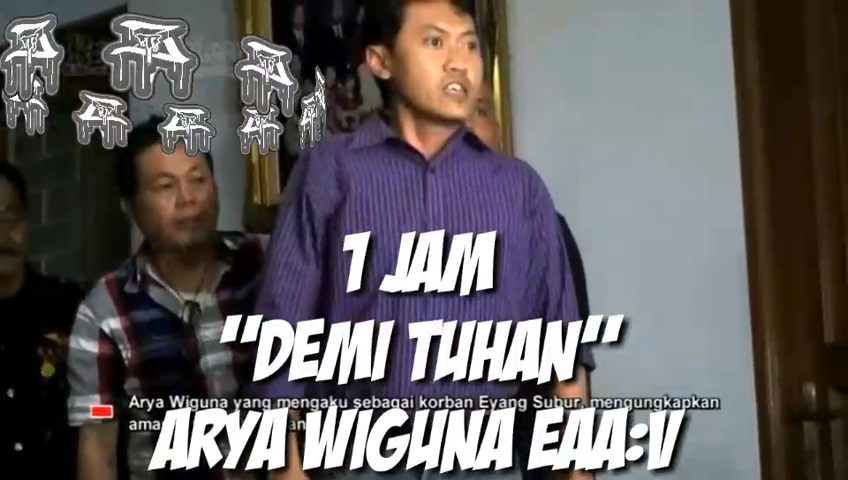 1 JAM
"DEMI TUHAN"
Arya Wiguna yang mengaku sebagai korban Eyang Subur, mengungkapkan
ARYA WIGUNA EAA:V